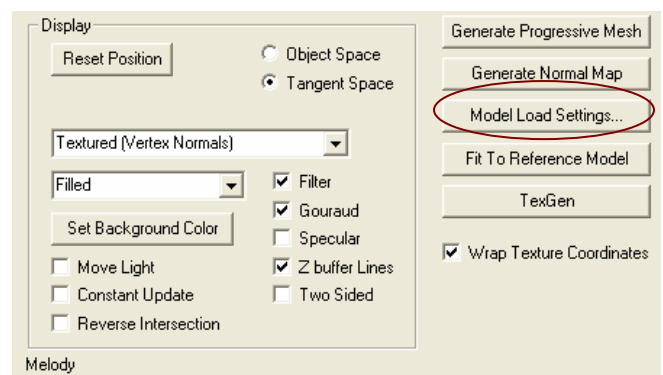 Display
Reset Position
Object Space
Tangent Space
Textured (Vertex Normals)
Filled
Set Background Color
Move Light
Constant Update
Reverse Intersection
Filter
Gouraud
Specular
Z buffer Lines
Two Sided
Generate Progressive Mesh
Generate Normal Map
Model Load Settings...
Fit To Reference Model
TexGen
Wrap Texture Coordinates
Melody